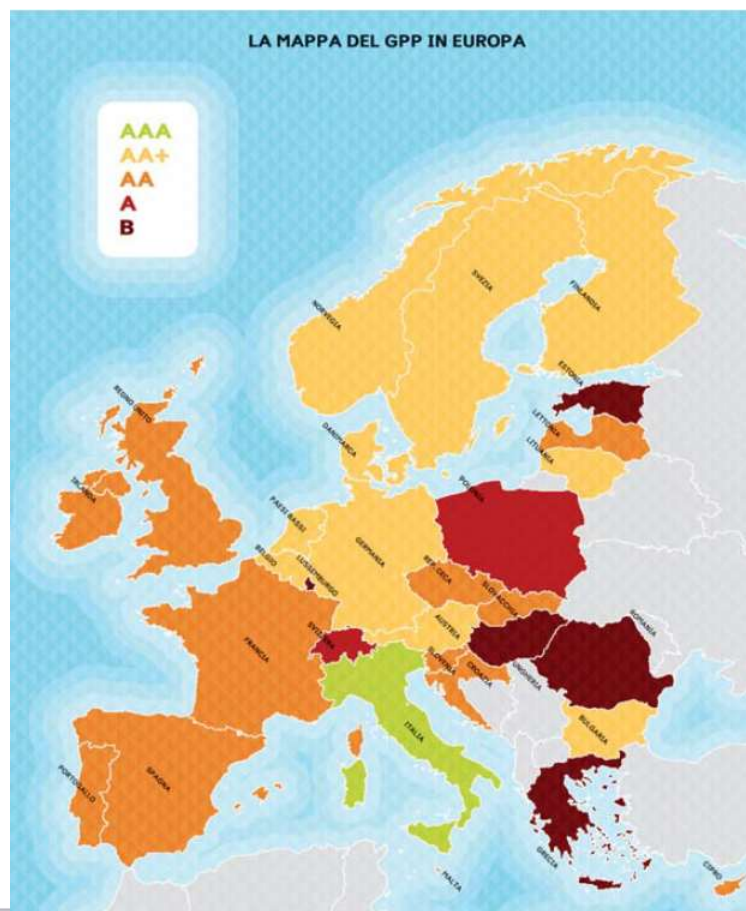 LA MAPPA DEL GPP IN EUROPA
AAA
AA+
AA
A
B
NORVEGIA
SVEZIA
FINLANDIA
ESTONIA
LETTONIA
LITUANIA
REGNO UNITO
IRLANDA
DANIMARCA
PAESI BASSI
BELGIO
LUSSEMBURGO
GERMANIA
POLONIA
REP. CECA
SLOVACCHIA
AUSTRIA
SVIZZERA
FRANCIA
SLOVENIA
CROAZIA
UNGHERIA
ROMANIA
BULGARIA
ITALIA
PORTOGALLO
SPAGNA
GRECIA
MALTA
CIPRO